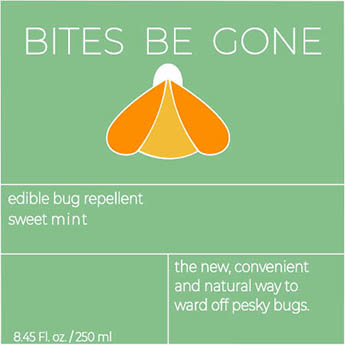 BITES BE GONE
edible bug repellent
sweet mint
the new, convenient
and natural way to
ward off pesky bugs.
8.45 Fl. oz. / 250 ml